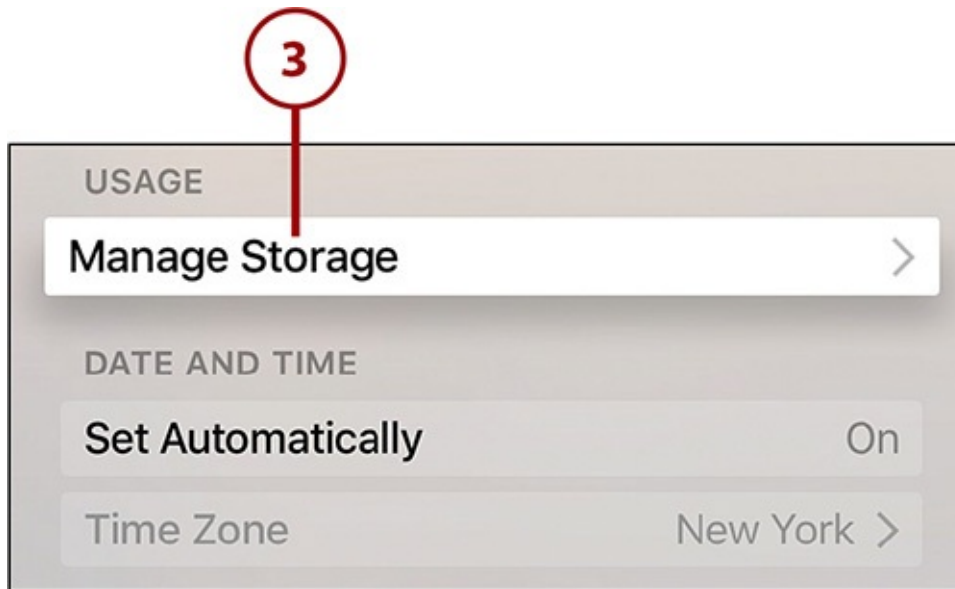 3
USAGE
Manage Storage >
DATE AND TIME
Set Automatically On
Time Zone New York >